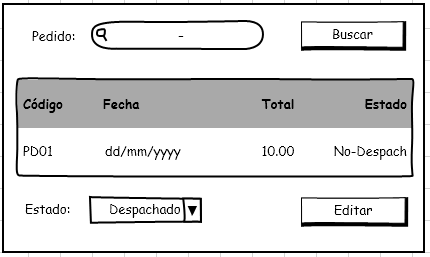 Pedido: - Buscar
Código Fecha Total Estado
PD01 dd/mm/yyyy 10.00 No-Despach
Estado: Despachado Editar